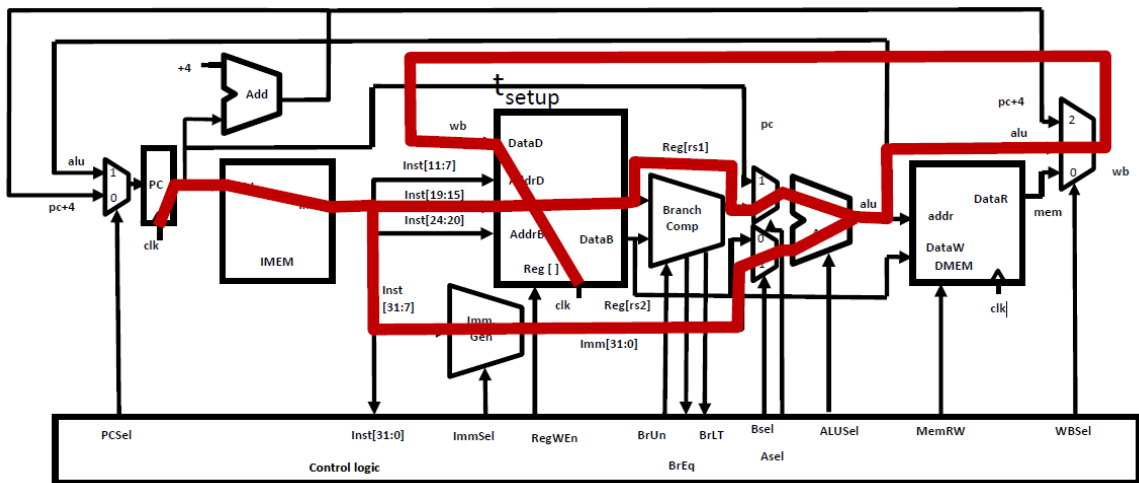 +4
Add
alu
1
0
pc+4
PC
clk
IMEM
t
setup
wb
DataD
Inst[11:7]
AddrD
Inst[19:15]
Inst[24:20]
AddrB
DataB
Reg [ ]
clk
Inst
[31:7]
Imm.
Gen
Reg[rs1]
Branch
Comp
Reg[rs2]
Imm[31:0]
pc
1
0
1
alu
addr
DataR
DataW
DMEM
clk
mem
pc+4
alu
2
0
wb
PCSel
Inst[31:0]
ImmSel
RegWEn
BrUn
BrEq
BrLT
Bsel
Asel
ALUSel
MemRW
WBSel
Control logic